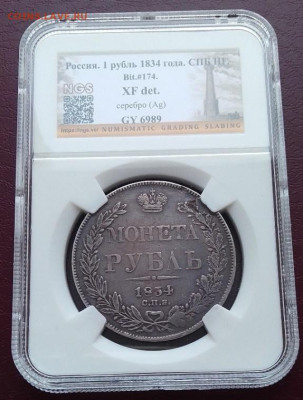 Россия. 1 рубль 1834 года. СПБ НГ.
Bit.#174.
NGS
XF det.
серебро (Ag)
GY 6989
NUMISMATIC GRADING SLABING
МОНЕТА
РУБЛЬ
1834
С.П.Б.